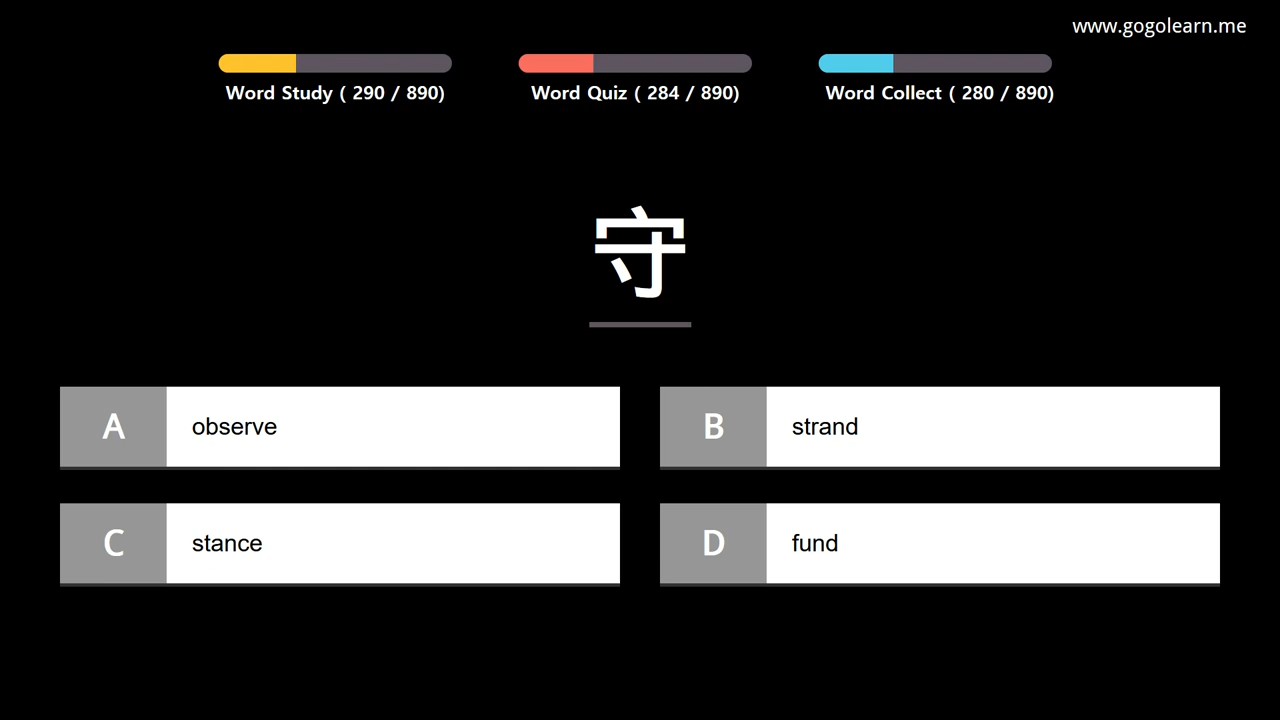 www.gogolearn.me
Word Study ( 290 / 890)
Word Quiz ( 284 / 890)
Word Collect ( 280 / 890)
守
A observe
B strand
C stance
D fund